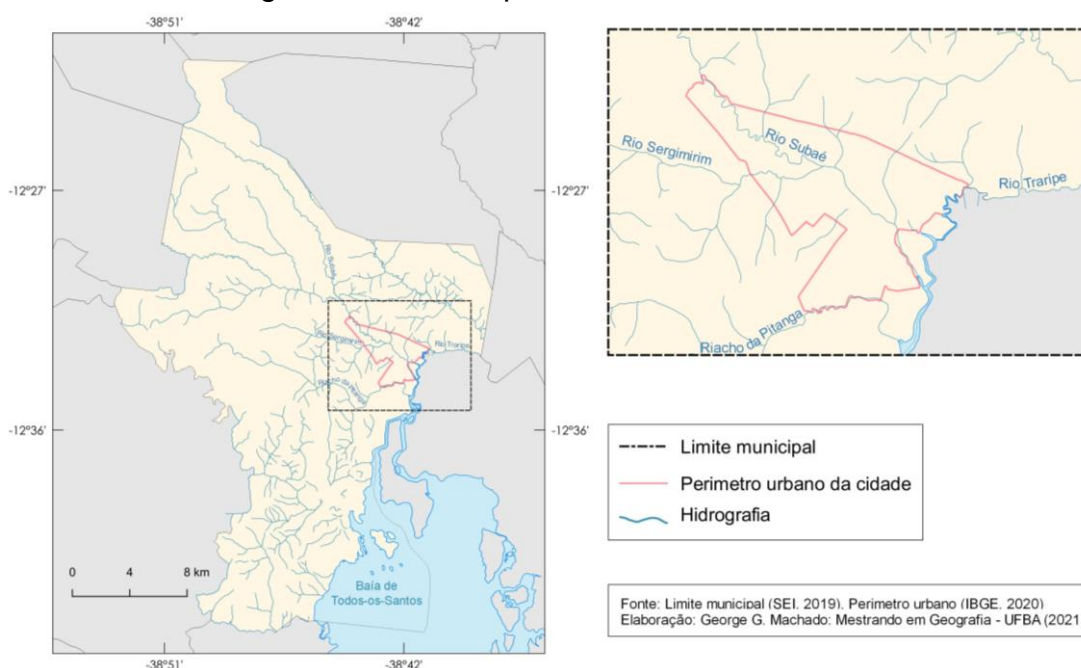 -38°51'
-38°42'
-12°27'
-12°27'
Rio Subaé
Rio Sergimirim
Rio Traripe
Riacho da Pitanga
-12°36'
-12°36'
0 4 8 km
Baía de
Todos-os-Santos
-38°51'
-38°42'
Rio Sergimirim
Rio Subaé
Rio Traripe
Riacho da Pitanga
Limite municipal
Perimetro urbano da cidade
Hidrografia
Fonte: Limite municipal (SEI, 2019), Perimetro urbano (IBGE, 2020)
Elaboração: George G. Machado: Mestrando em Geografia - UFBA (2021